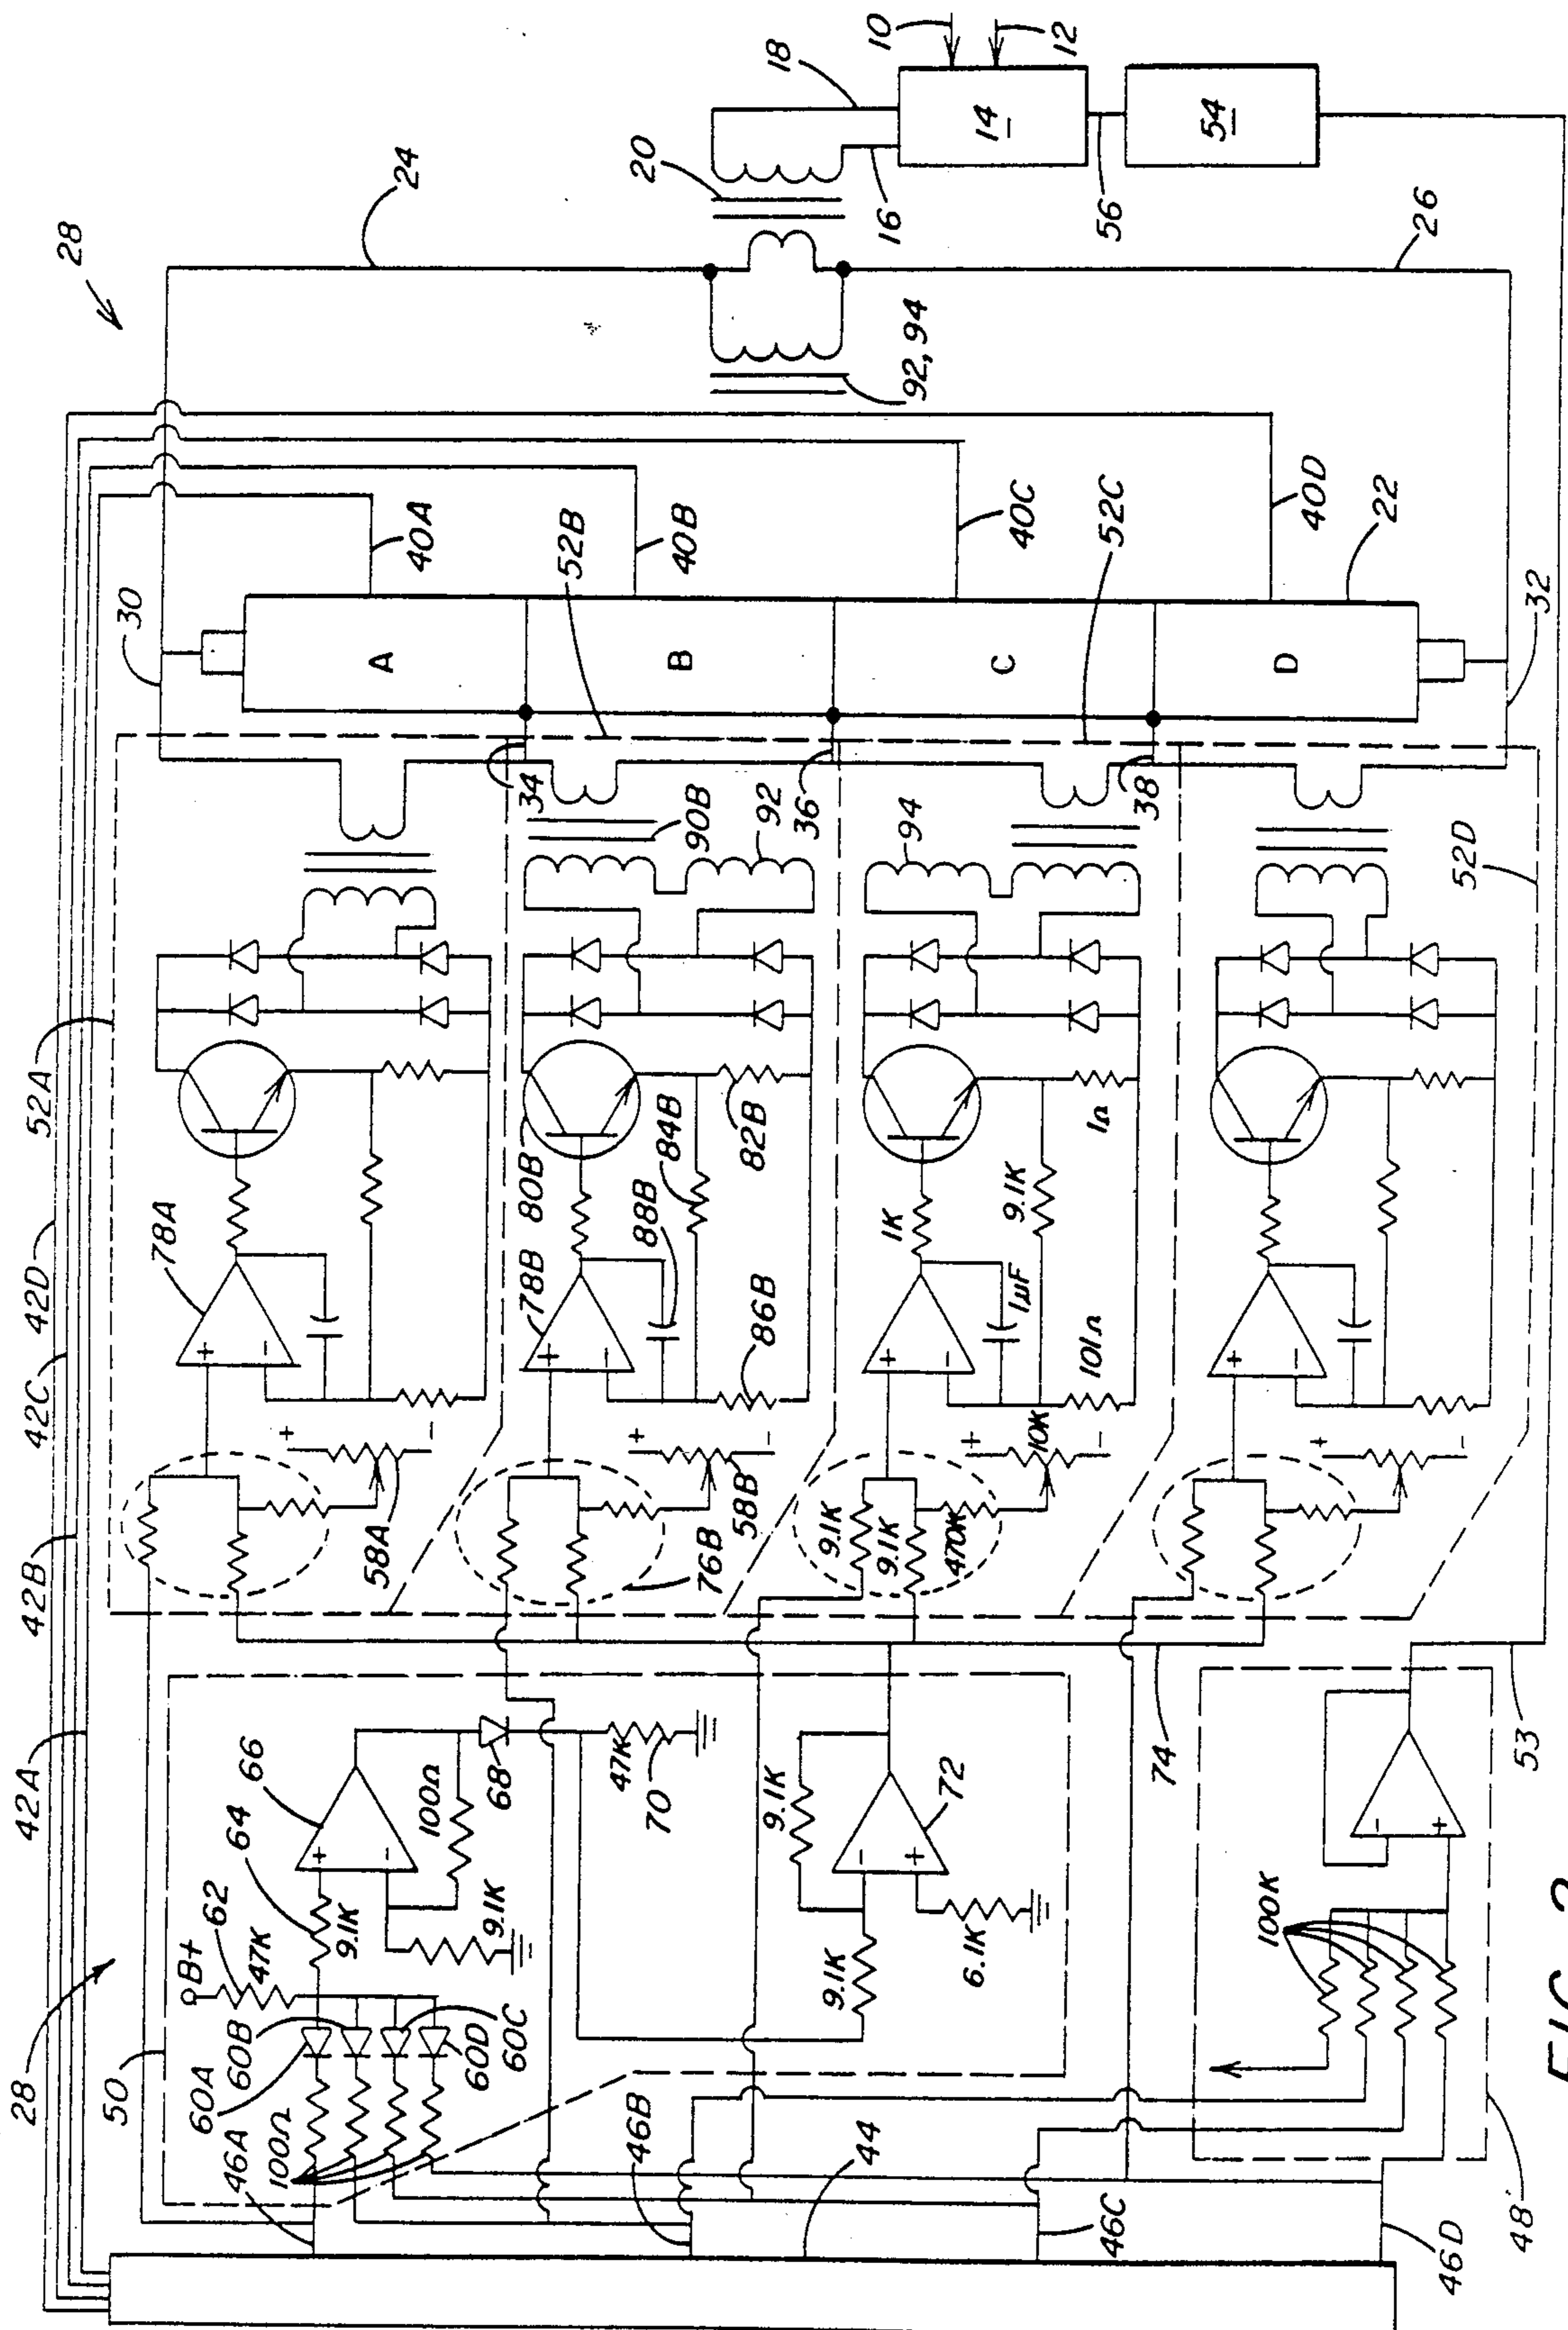 28
10
12
18
14
54
20
16
56
24
26
92, 94
30
40A
52B
40B
40C
52C
40D
22
32
A
B
C
D
34
90B
92
36
94
38
52D
52A
42D
42C
42B
42A
78A
80B
84B
82B
78B
88B
86B
1K
9.1K
1Ω
1µF
101Ω
+
-
+
-
+
-
+
-
+
-
+
-
10K
+
-
+
-
58A
58B
76B
9.1K
9.1K
470K
28
50
B+
62
47K
64
9.1K
66
+
-
100Ω
9.1K
68
47K
70
60A
60B
60C
60D
46A
100Ω
9.1K
9.1K
-
+
72
6.1K
74
53
-
+
100K
46B
44
46C
46D
48
FIG. 2